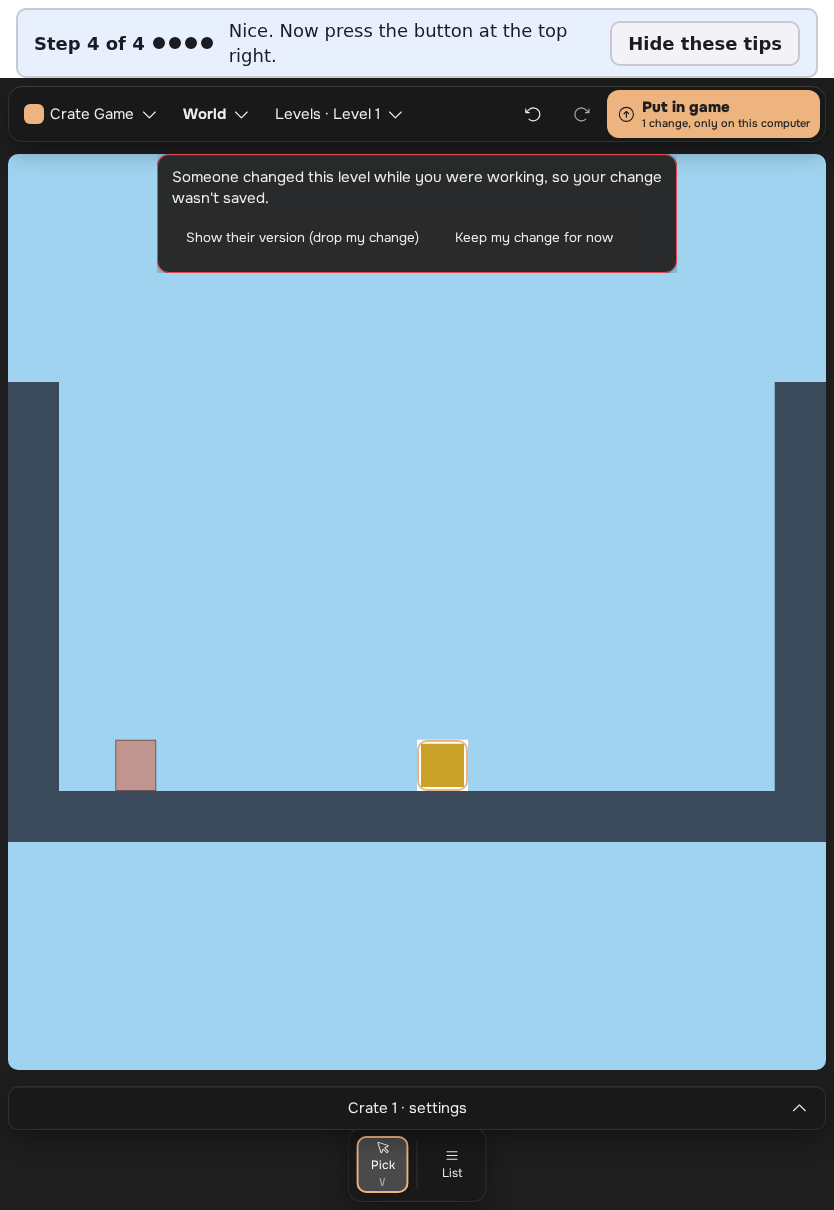 Step 4 of 4
Nice. Now press the button at the top
right.
Hide these tips
Crate Game
World
Levels · Level 1
Put in game
1 change, only on this computer
Someone changed this level while you were working, so your change
wasn't saved.
Show their version (drop my change)
Keep my change for now
Crate 1 · settings
Pick
V
List